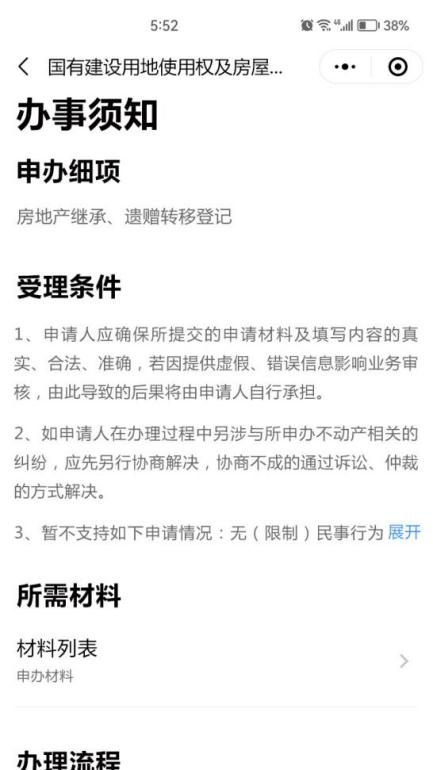 5:52
4G 38%
国有建设用地使用权及房屋...
办事须知
申办细项
房地产继承、遗赠转移登记
受理条件
1、申请人应确保所提交的申请材料及填写内容的真
实、合法、准确，若因提供虚假、错误信息影响业务审
核，由此导致的后果将由申请人自行承担。
2、如申请人在办理过程中另涉与所申办不动产相关的
纠纷，应先另行协商解决，协商不成的通过诉讼、仲裁
的方式解决。
3、暂不支持如下申请情况：无（限制）民事行为 展开
所需材料
材料列表
申办材料
办理流程